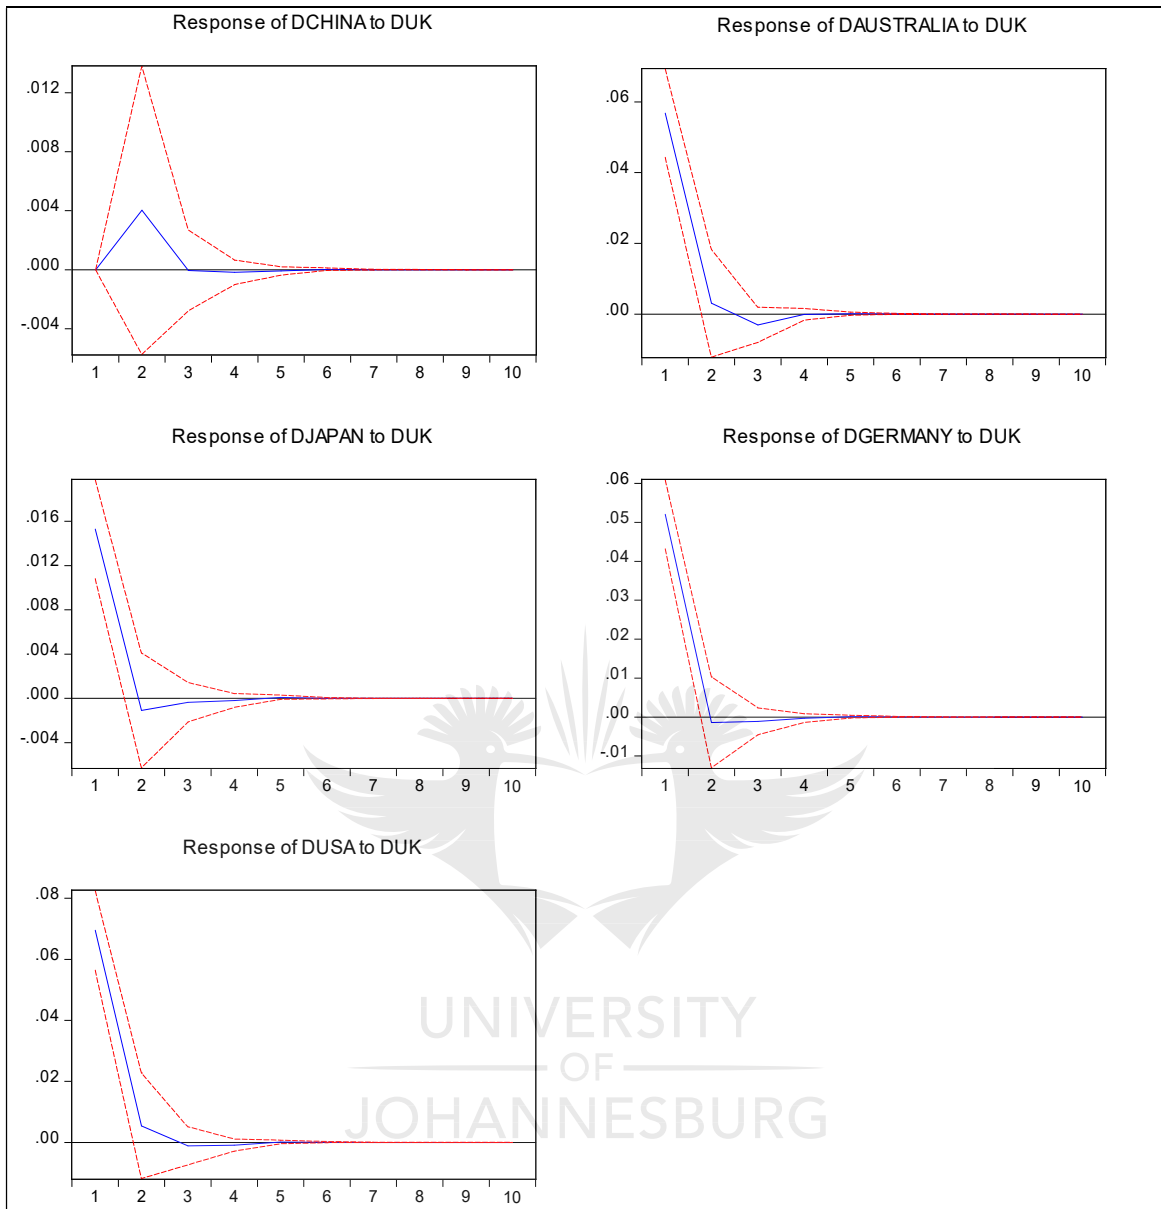 Response of DCHINA to DUK
.012
.008
.004
.000
-.004
1 2 3 4 5 6 7 8 9 10
Response of DAUSTRALIA to DUK
.06
.04
.02
.00
1 2 3 4 5 6 7 8 9 10
Response of DJAPAN to DUK
.016
.012
.008
.004
.000
-.004
1 2 3 4 5 6 7 8 9 10
Response of DGERMANY to DUK
.06
.05
.04
.03
.02
.01
.00
-.01
1 2 3 4 5 6 7 8 9 10
Response of DUSA to DUK
.08
.06
.04
.02
.00
1 2 3 4 5 6 7 8 9 10
UNIVERSITY
OF
JOHANNESBURG